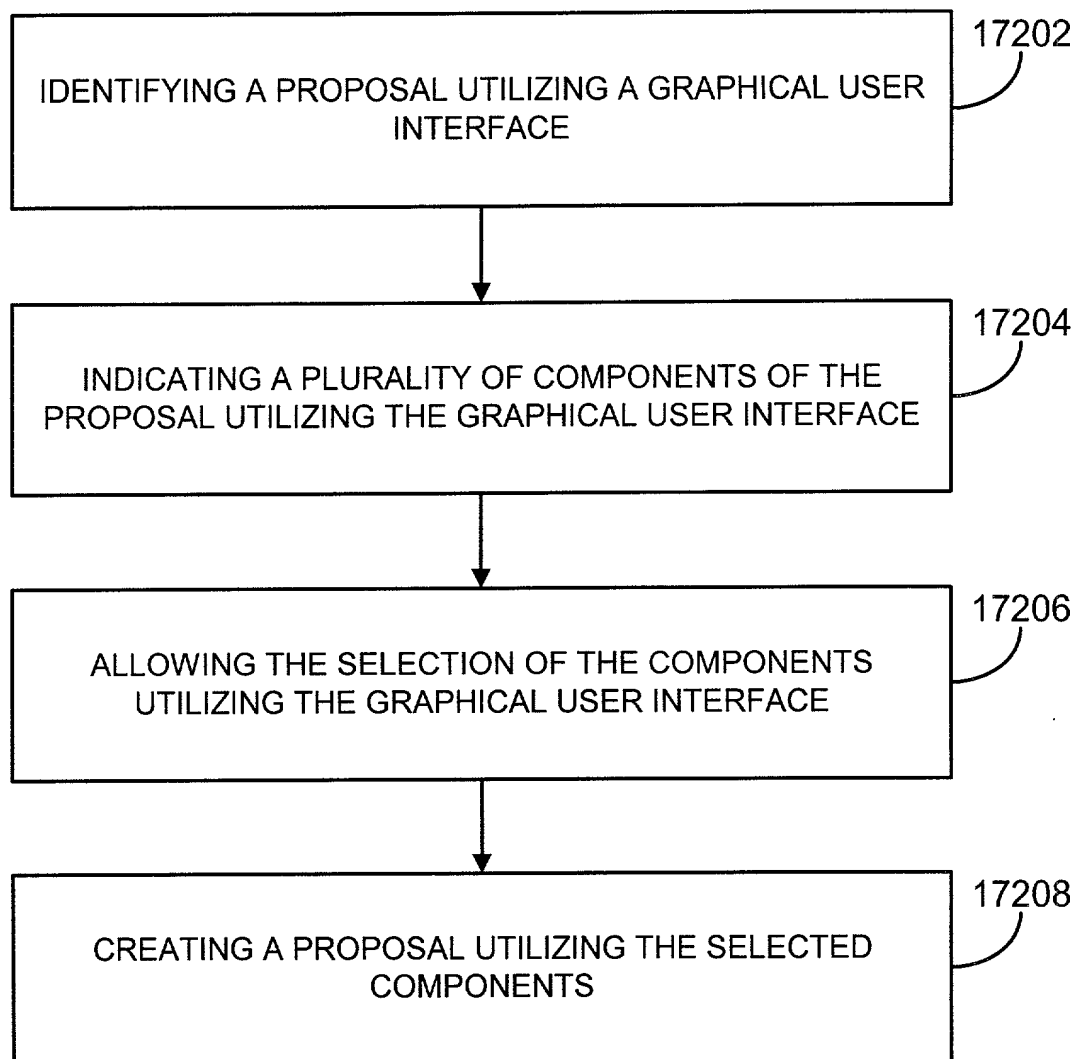 17202
IDENTIFYING A PROPOSAL UTILIZING A GRAPHICAL USER
INTERFACE
17204
INDICATING A PLURALITY OF COMPONENTS OF THE
PROPOSAL UTILIZING THE GRAPHICAL USER INTERFACE
17206
ALLOWING THE SELECTION OF THE COMPONENTS
UTILIZING THE GRAPHICAL USER INTERFACE
17208
CREATING A PROPOSAL UTILIZING THE SELECTED
COMPONENTS